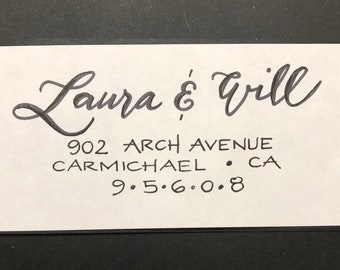 Laura & Will
902 ARCH AVENUE
CARMICHAEL • CA
9•5•6•0•8